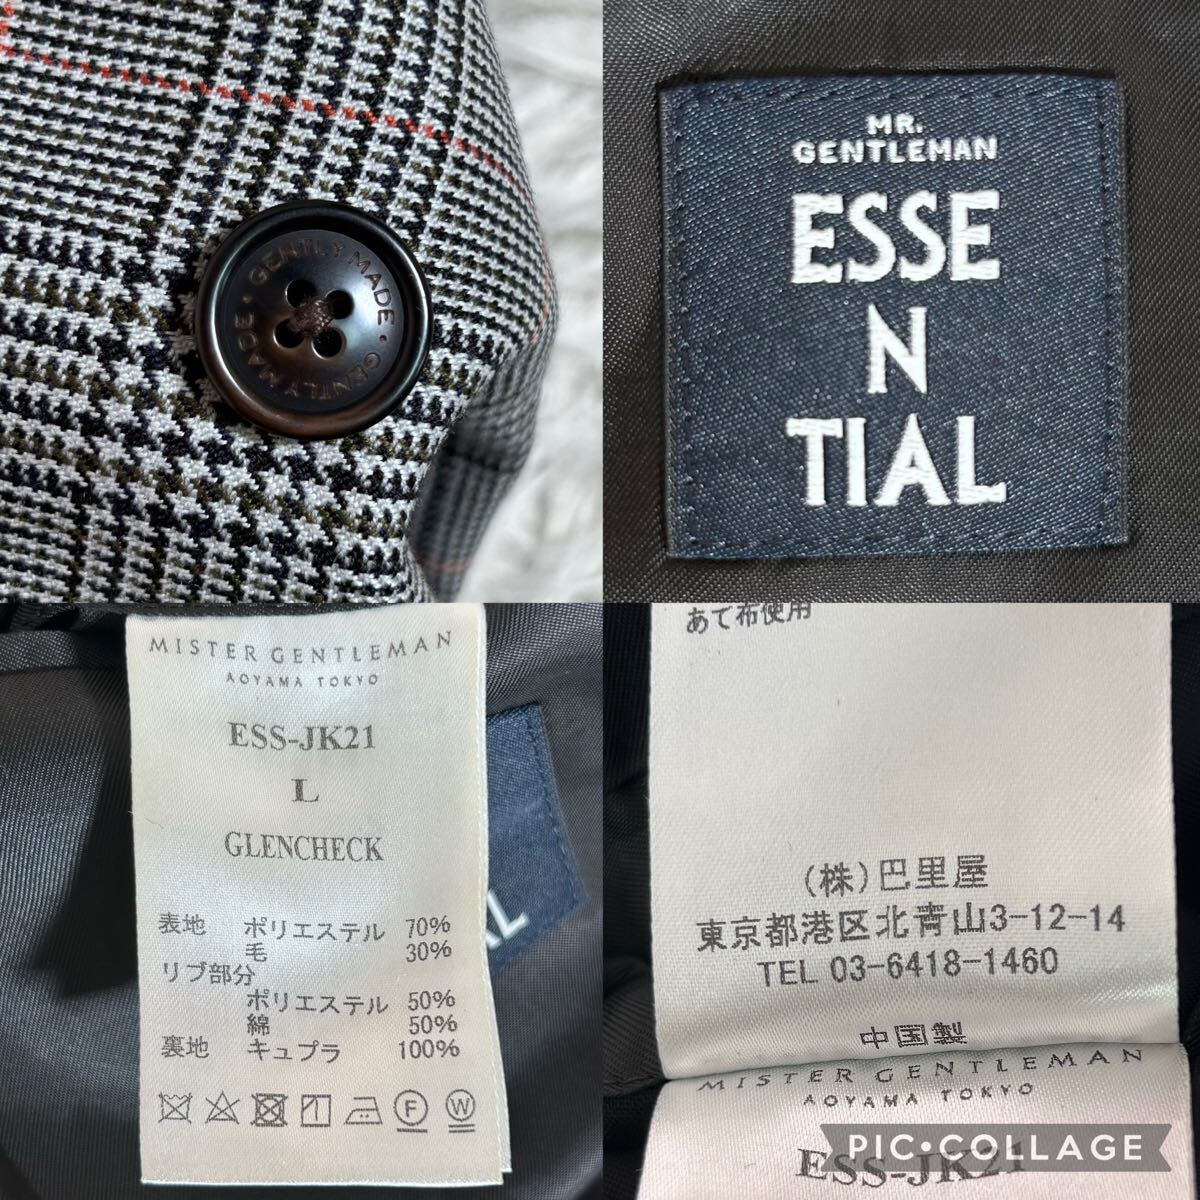 GENTLY MADE · GENTLY MADE ·
MR.
GENTLEMAN
ESSE
N
TIAL
MISTER GENTLEMAN
AOYAMA TOKYO
ESS-JK21
L
GLENCHECK
表地 ポリエステル 70%
毛 30%
リブ部分
ポリエステル 50%
綿 50%
裏地 キュプラ 100%
F W
AL
あて布使用
(株)巴里屋
東京都港区北青山3-12-14
TEL 03-6418-1460
中国製
MISTER GENTLEMAN
AOYAMA TOKYO
ESS-JK21
PIC•COLLAGE